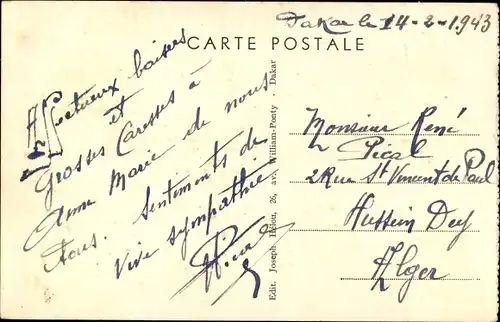 Dakar le 14-2-1943
CARTE POSTALE
Affectueux baisers
et
Grosses Caresses à
Anne Marie de nous
tous. Sentiments de
Vive sympathie
Edit. Joseph 26, av. William-Ponty - Dakar
Monsieur René
Pical
2 Rue St Vincent de Paul
Hussein Dey
Alger